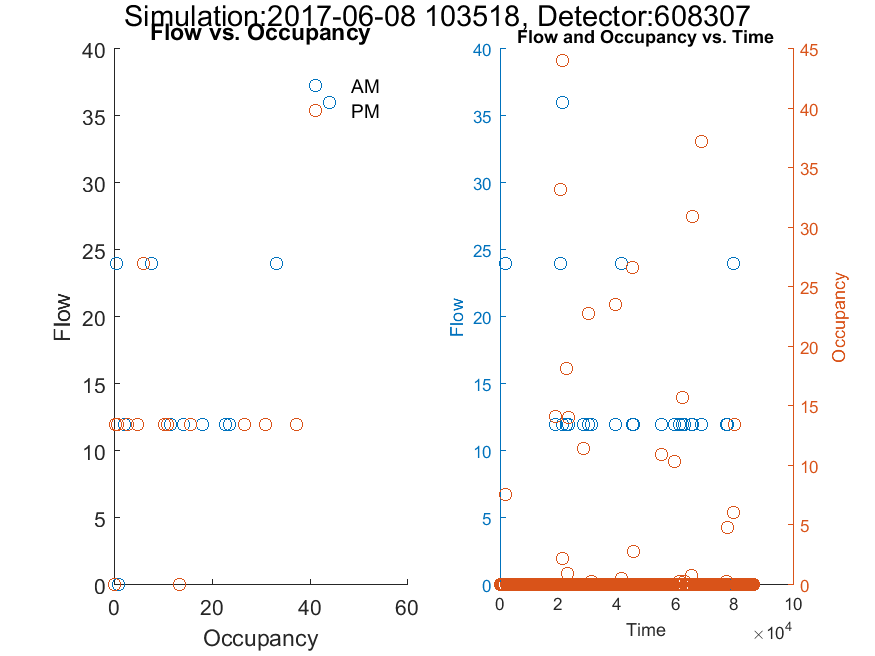 Simulation:2017-06-08 103518, Detector:608307
Flow vs. Occupancy
40
35
30
25
20
15
10
5
0
Flow
0 20 40 60
Occupancy
AM
PM
Flow and Occupancy vs. Time
40
35
30
25
20
15
10
5
0
Flow
45
40
35
30
25
20
15
10
5
0
Occupancy
0 2 4 6 8 10
Time
×10⁴